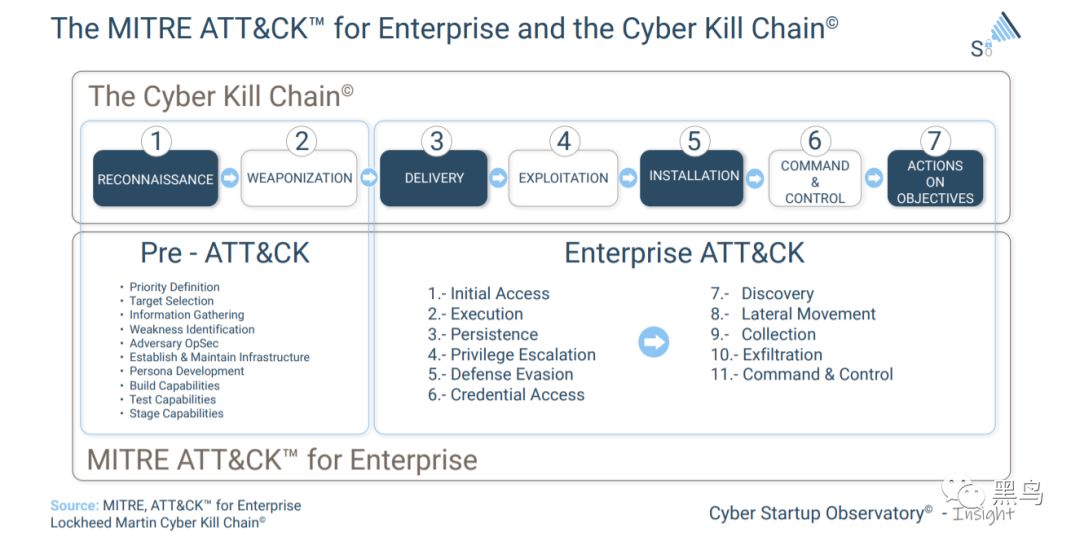 The MITRE ATT&CK™ for Enterprise and the Cyber Kill Chain©
S
The Cyber Kill Chain©
1
RECONNAISSANCE
2
WEAPONIZATION
3
DELIVERY
4
EXPLOITATION
5
INSTALLATION
6
COMMAND
&
CONTROL
7
ACTIONS
ON
OBJECTIVES
Pre - ATT&CK
• Priority Definition
• Target Selection
• Information Gathering
• Weakness Identification
• Adversary OpSec
• Establish & Maintain Infrastructure
• Persona Development
• Build Capabilities
• Test Capabilities
• Stage Capabilities
Enterprise ATT&CK
1.- Initial Access
2.- Execution
3.- Persistence
4.- Privilege Escalation
5.- Defense Evasion
6.- Credential Access
7.- Discovery
8.- Lateral Movement
9.- Collection
10.- Exfiltration
11.- Command & Control
MITRE ATT&CK™ for Enterprise
Source: MITRE, ATT&CK™ for Enterprise
Lockheed Martin Cyber Kill Chain©
Cyber Startup Observatory© - Insight
黑鸟